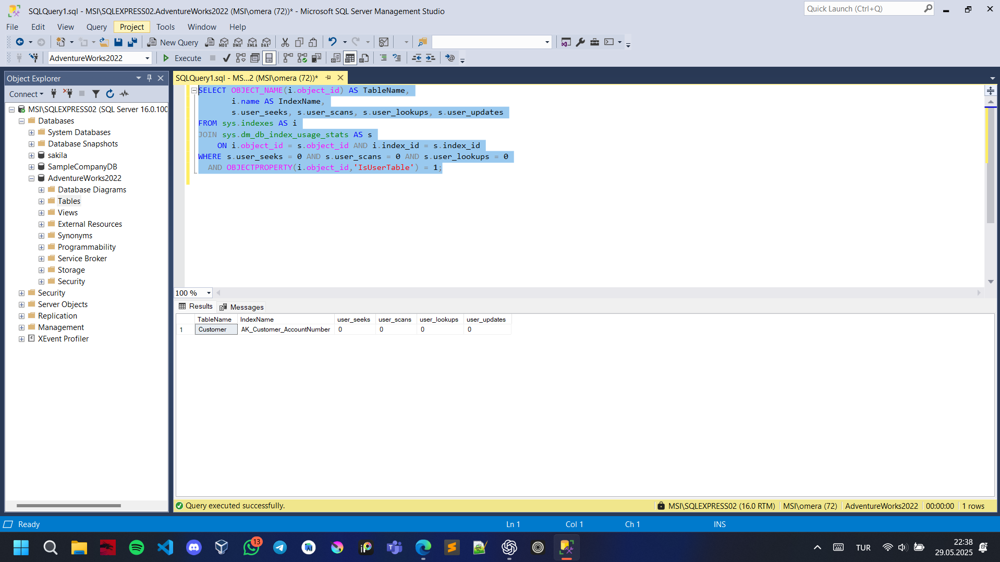 SQLQuery1.sql - MSI\SQLEXPRESS02.AdventureWorks2022 (MSI\omera (72))* - Microsoft SQL Server Management Studio
Quick Launch (Ctrl+Q)
File Edit View Query Project Tools Window Help
New Query MDX DMX XMLA DAX
AdventureWorks2022 Execute
Object Explorer
Connect
MSI\SQLEXPRESS02 (SQL Server 16.0.100
Databases
System Databases
Database Snapshots
sakila
SampleCompanyDB
AdventureWorks2022
Database Diagrams
Tables
Views
External Resources
Synonyms
Programmability
Service Broker
Storage
Security
Security
Server Objects
Replication
Management
XEvent Profiler
SQLQuery1.sql - MS...2 (MSI\omera (72))*
SELECT OBJECT_NAME(i.object_id) AS TableName,
i.name AS IndexName,
s.user_seeks, s.user_scans, s.user_lookups, s.user_updates
FROM sys.indexes AS i
JOIN sys.dm_db_index_usage_stats AS s
ON i.object_id = s.object_id AND i.index_id = s.index_id
WHERE s.user_seeks = 0 AND s.user_scans = 0 AND s.user_lookups = 0
AND OBJECTPROPERTY(i.object_id,'IsUserTable') = 1;
100 %
Results Messages
TableName IndexName user_seeks user_scans user_lookups user_updates
1 Customer AK_Customer_AccountNumber 0 0 0 0
Query executed successfully. MSI\SQLEXPRESS02 (16.0 RTM) MSI\omera (72) AdventureWorks2022 00:00:00 1 rows
Ready Ln 1 Col 1 Ch 1 INS
13
TUR
22:38
29.05.2025